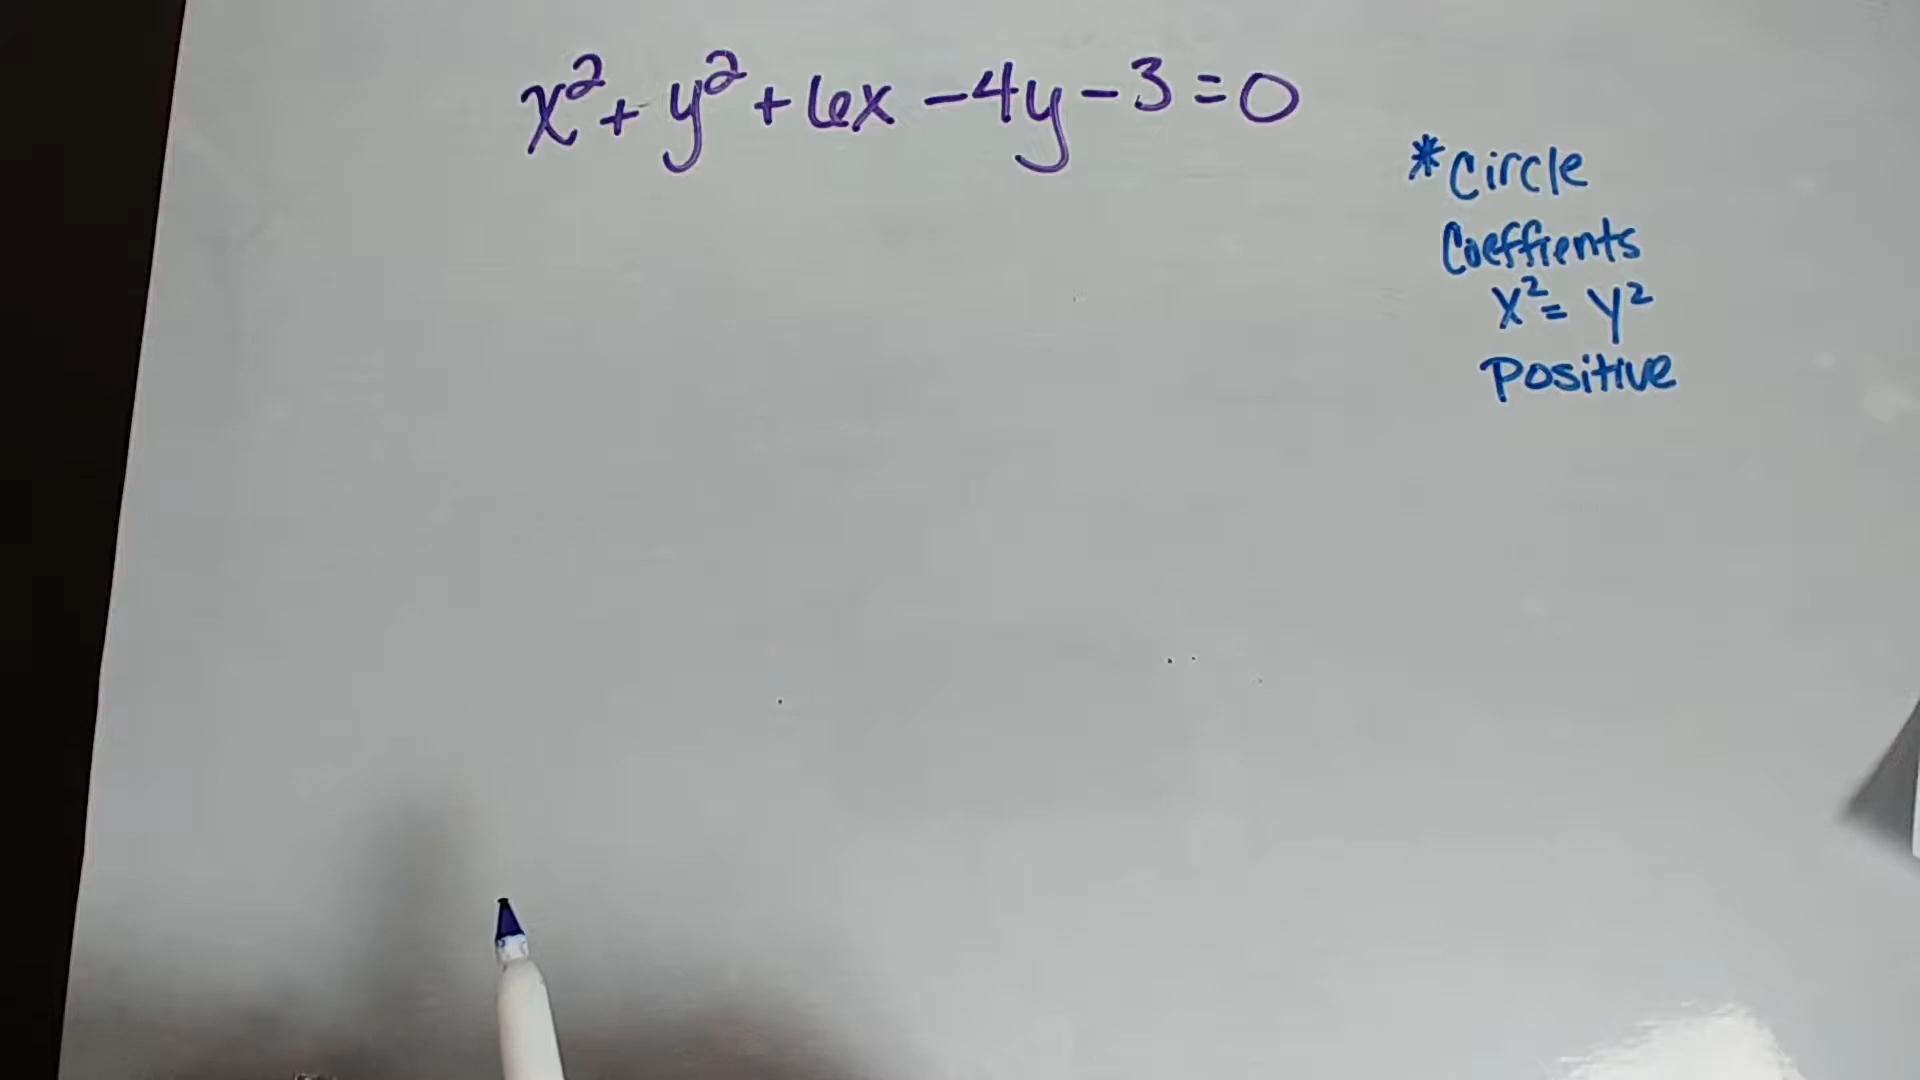 x²+ y² + 6x - 4y - 3 = 0
*Circle
Coeffients
x² = y²
Positive